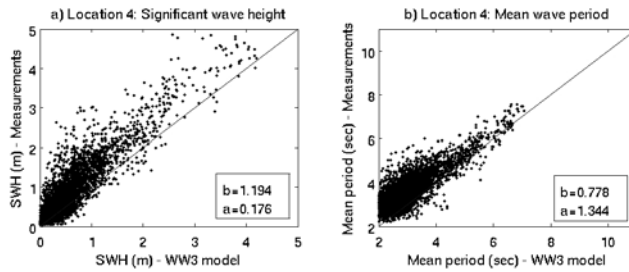 a) Location 4: Significant wave height
SWH (m) - Measurements
5
4
3
2
1
0
b=1.194
a=0.176
0 1 2 3 4 5
SWH (m) - WW3 model
b) Location 4: Mean wave period
Mean period (sec) - Measurements
10
8
6
4
2
b=0.778
a=1.344
2 4 6 8 10
Mean period (sec) - WW3 model